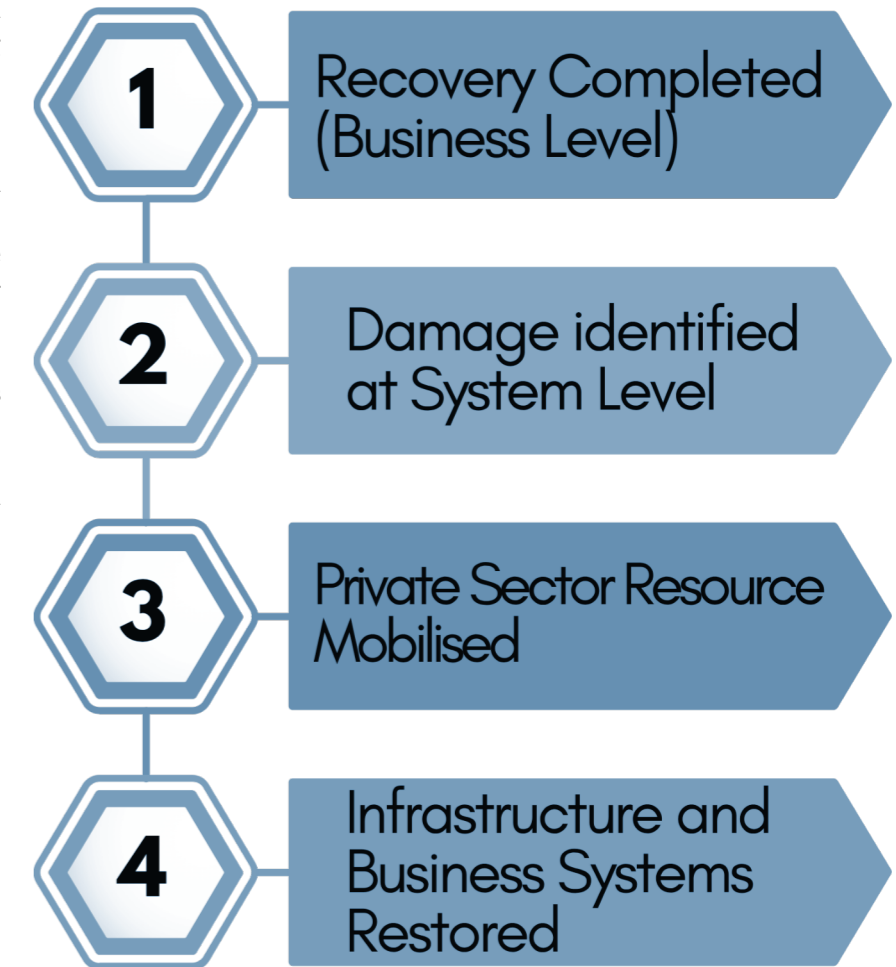 1
Recovery Completed
(Business Level)
2
Damage identified
at System Level
3
Private Sector Resource
Mobilised
4
Infrastructure and
Business Systems
Restored